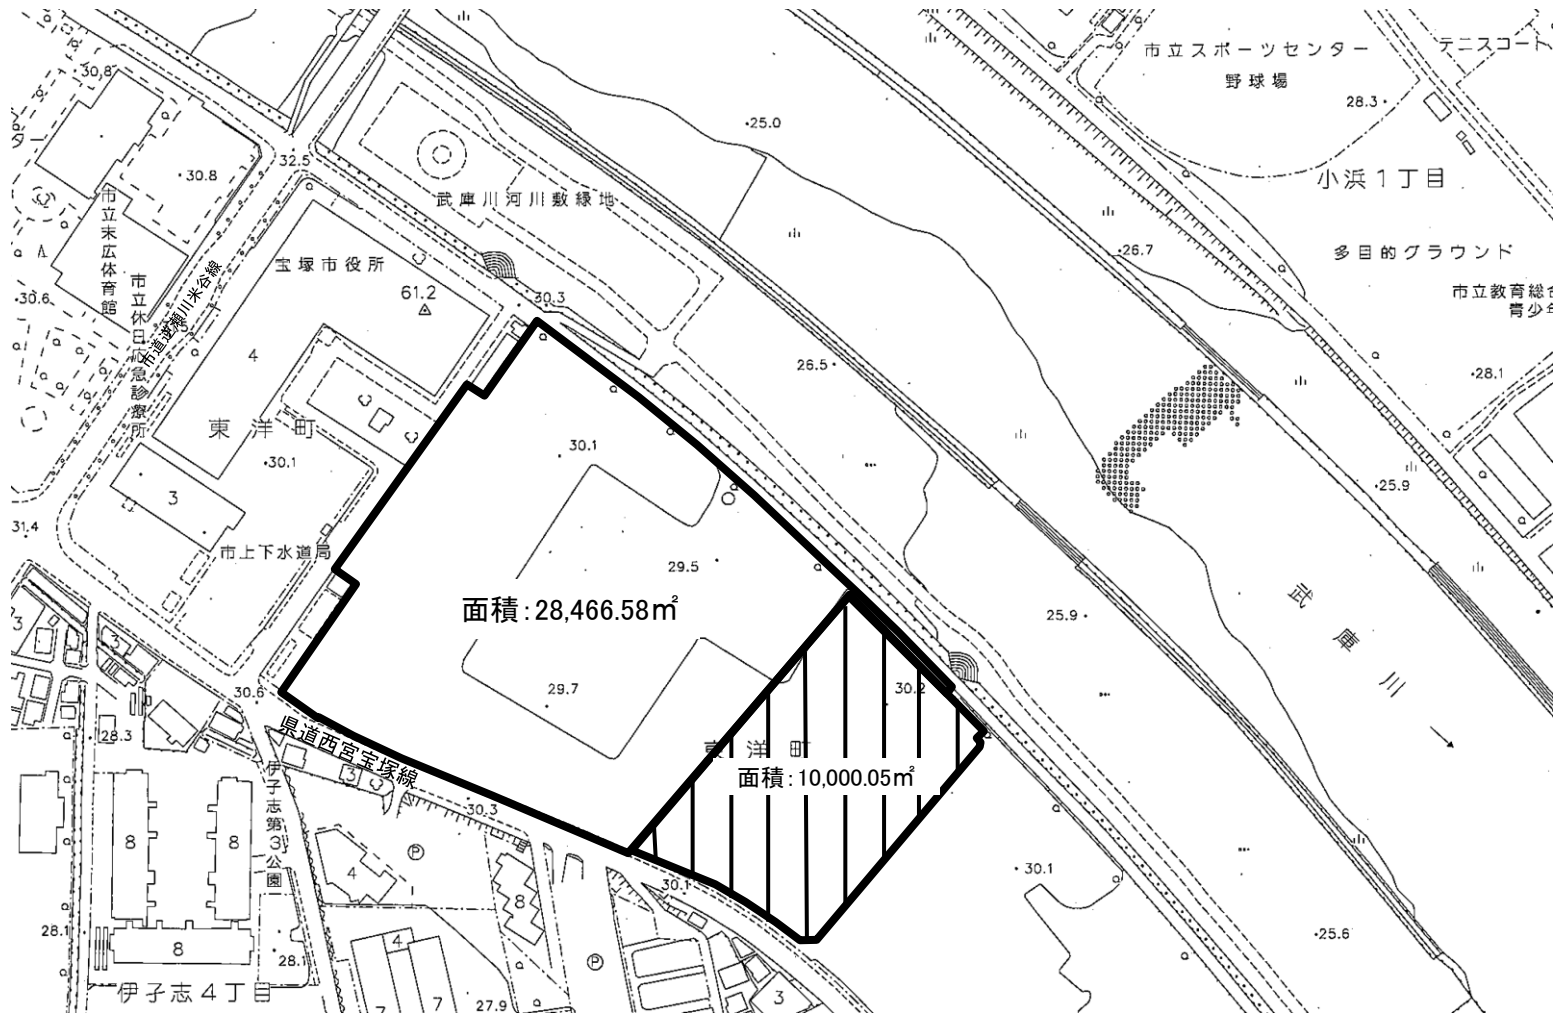 市立スポーツセンター
野球場
テニスコート
28.3
30.8
25.0
32.5
30.8
小浜1丁目
武庫川河川敷緑地
市立末広体育館
26.7
多目的グラウンド
宝塚市役所
市立教育総合
青少年
市立休日応急診療所
市道逆瀬川米谷線
30.6
61.2
30.3
4
26.5
28.1
東洋町
30.1
30.1
3
25.9
31.4
市上下水道局
29.5
面積：28,466.58㎡
25.9
武庫川
3
3
30.6
29.7
30.2
県道西宮宝塚線
28.3
東洋町
面積：10,000.05㎡
3
伊子志第3公園
30.3
8
8
P
4
30.1
30.1
8
28.1
4
8
28.1
P
25.6
伊子志4丁目
7
7
27.9
3